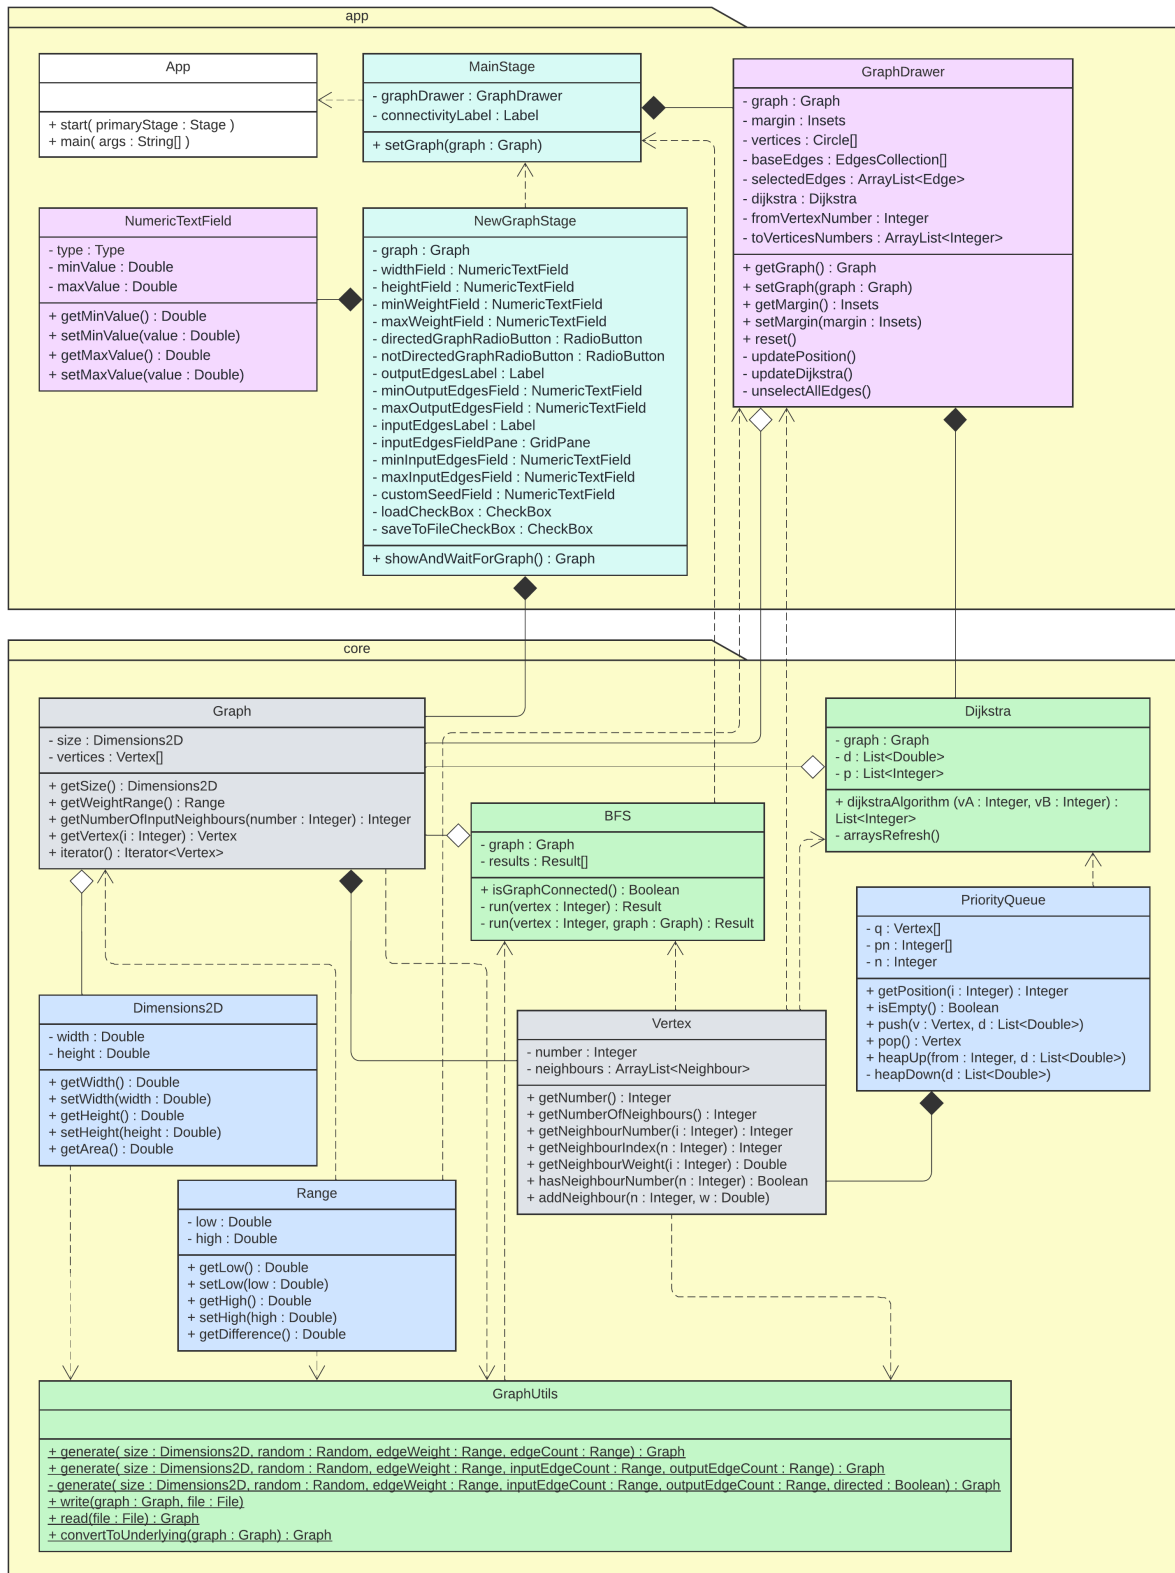 app
App
+ start( primaryStage : Stage )
+ main( args : String[] )
MainStage
- graphDrawer : GraphDrawer
- connectivityLabel : Label
+ setGraph(graph : Graph)
GraphDrawer
- graph : Graph
- margin : Insets
- vertices : Circle[]
- baseEdges : EdgesCollection[]
- selectedEdges : ArrayList<Edge>
- dijkstra : Dijkstra
- fromVertexNumber : Integer
- toVerticesNumbers : ArrayList<Integer>
+ getGraph() : Graph
+ setGraph(graph : Graph)
+ getMargin() : Insets
+ setMargin(margin : Insets)
+ reset()
- updatePosition()
- updateDijkstra()
- unselectAllEdges()
NumericTextField
- type : Type
- minValue : Double
- maxValue : Double
+ getMinValue() : Double
+ setMinValue(value : Double)
+ getMaxValue() : Double
+ setMaxValue(value : Double)
NewGraphStage
- graph : Graph
- widthField : NumericTextField
- heightField : NumericTextField
- minWeightField : NumericTextField
- maxWeightField : NumericTextField
- directedGraphRadioButton : RadioButton
- notDirectedGraphRadioButton : RadioButton
- outputEdgesLabel : Label
- minOutputEdgesField : NumericTextField
- maxOutputEdgesField : NumericTextField
- inputEdgesLabel : Label
- inputEdgesFieldPane : GridPane
- minInputEdgesField : NumericTextField
- maxInputEdgesField : NumericTextField
- customSeedField : NumericTextField
- loadCheckBox : CheckBox
- saveToFileCheckBox : CheckBox
+ showAndWaitForGraph() : Graph
core
Graph
- size : Dimensions2D
- vertices : Vertex[]
+ getSize() : Dimensions2D
+ getWeightRange() : Range
+ getNumberOfInputNeighbours(number : Integer) : Integer
+ getVertex(i : Integer) : Vertex
+ iterator() : Iterator<Vertex>
Dijkstra
- graph : Graph
- d : List<Double>
- p : List<Integer>
+ dijkstraAlgorithm (vA : Integer, vB : Integer) :
List<Integer>
- arraysRefresh()
BFS
- graph : Graph
- results : Result[]
+ isGraphConnected() : Boolean
- run(vertex : Integer) : Result
- run(vertex : Integer, graph : Graph) : Result
PriorityQueue
- q : Vertex[]
- pn : Integer[]
- n : Integer
+ getPosition(i : Integer) : Integer
+ isEmpty() : Boolean
+ push(v : Vertex, d : List<Double>)
+ pop() : Vertex
+ heapUp(from : Integer, d : List<Double>)
- heapDown(d : List<Double>)
Dimensions2D
- width : Double
- height : Double
+ getWidth() : Double
+ setWidth(width : Double)
+ getHeight() : Double
+ setHeight(height : Double)
+ getArea() : Double
Vertex
- number : Integer
- neighbours : ArrayList<Neighbour>
+ getNumber() : Integer
+ getNumberOfNeighbours() : Integer
+ getNeighbourNumber(i : Integer) : Integer
+ getNeighbourIndex(n : Integer) : Integer
+ getNeighbourWeight(i : Integer) : Double
+ hasNeighbourNumber(n : Integer) : Boolean
+ addNeighbour(n : Integer, w : Double)
Range
- low : Double
- high : Double
+ getLow() : Double
+ setLow(low : Double)
+ getHigh() : Double
+ setHigh(high : Double)
+ getDifference() : Double
GraphUtils
+ generate( size : Dimensions2D, random : Random, edgeWeight : Range, edgeCount : Range) : Graph
+ generate( size : Dimensions2D, random : Random, edgeWeight : Range, inputEdgeCount : Range, outputEdgeCount : Range) : Graph
- generate( size : Dimensions2D, random : Random, edgeWeight : Range, inputEdgeCount : Range, outputEdgeCount : Range, directed : Boolean) : Graph
+ write(graph : Graph, file : File)
+ read(file : File) : Graph
+ convertToUnderlying(graph : Graph) : Graph